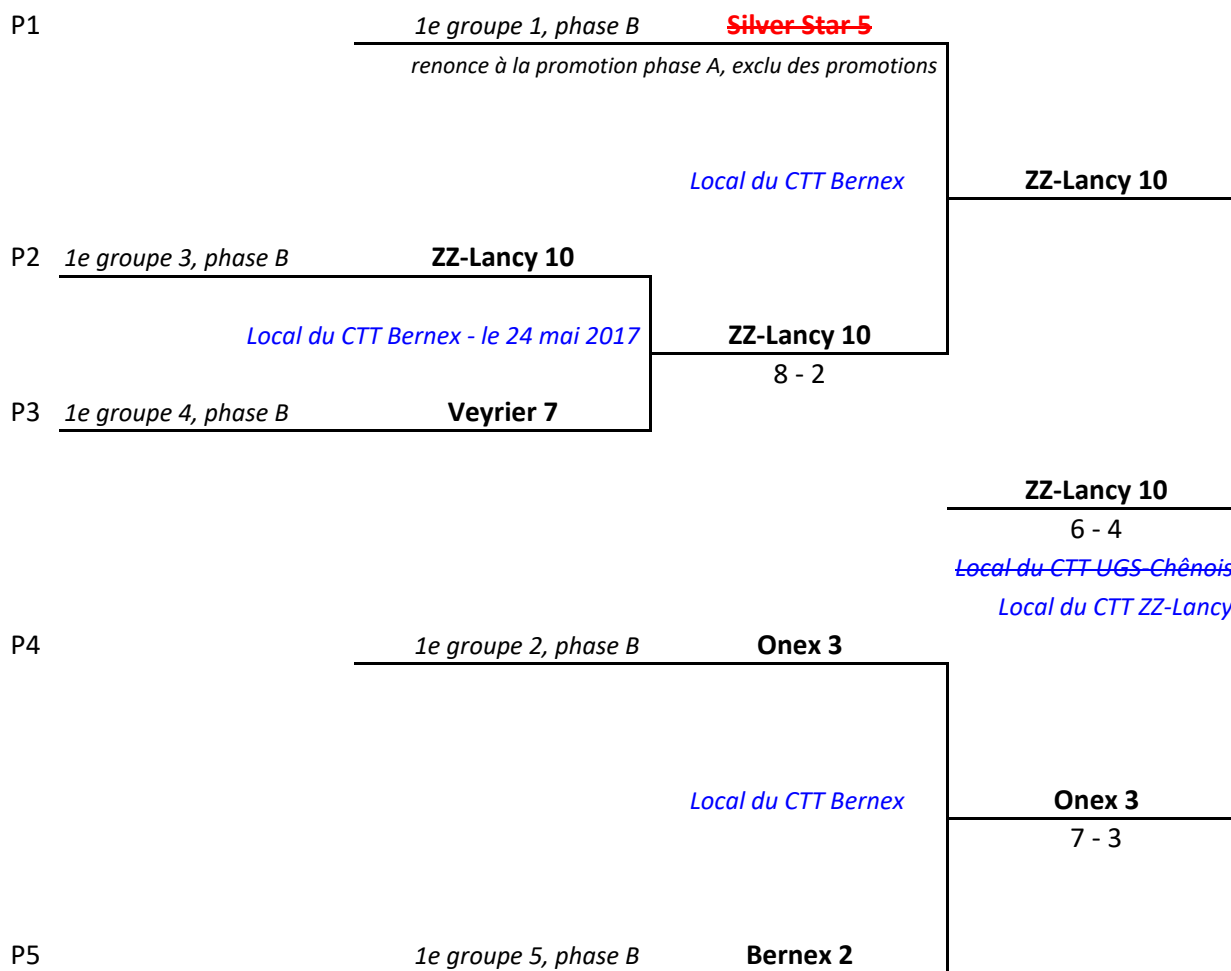 P1 1e groupe 1, phase B Silver Star 5
renonce à la promotion phase A, exclu des promotions
Local du CTT Bernex ZZ-Lancy 10
P2 1e groupe 3, phase B ZZ-Lancy 10
Local du CTT Bernex - le 24 mai 2017 ZZ-Lancy 10
8 - 2
P3 1e groupe 4, phase B Veyrier 7
ZZ-Lancy 10
6 - 4
Local du CTT UGS-Chênois
Local du CTT ZZ-Lancy
P4 1e groupe 2, phase B Onex 3
Local du CTT Bernex Onex 3
7 - 3
P5 1e groupe 5, phase B Bernex 2